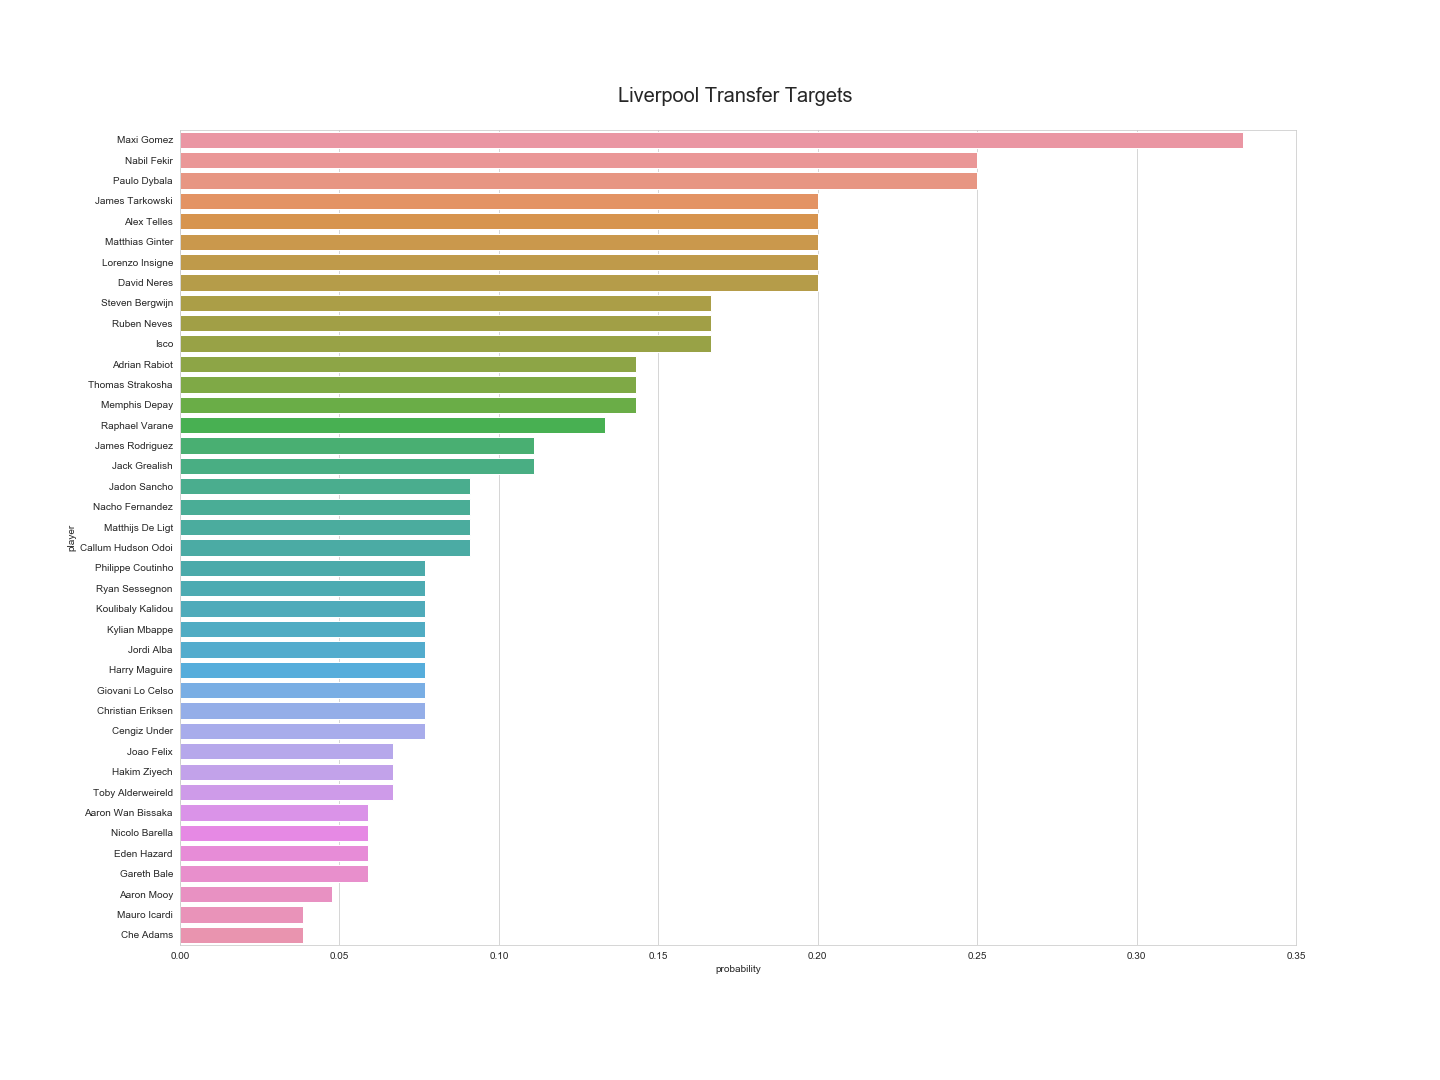 Liverpool Transfer Targets
Maxi Gomez
Nabil Fekir
Paulo Dybala
James Tarkowski
Alex Telles
Matthias Ginter
Lorenzo Insigne
David Neres
Steven Bergwijn
Ruben Neves
Isco
Adrian Rabiot
Thomas Strakosha
Memphis Depay
Raphael Varane
James Rodriguez
Jack Grealish
Jadon Sancho
Nacho Fernandez
Matthijs De Ligt
player
Callum Hudson Odoi
Philippe Coutinho
Ryan Sessegnon
Koulibaly Kalidou
Kylian Mbappe
Jordi Alba
Harry Maguire
Giovani Lo Celso
Christian Eriksen
Cengiz Under
Joao Felix
Hakim Ziyech
Toby Alderweireld
Aaron Wan Bissaka
Nicolo Barella
Eden Hazard
Gareth Bale
Aaron Mooy
Mauro Icardi
Che Adams
0.00 0.05 0.10 0.15 0.20 0.25 0.30 0.35
probability